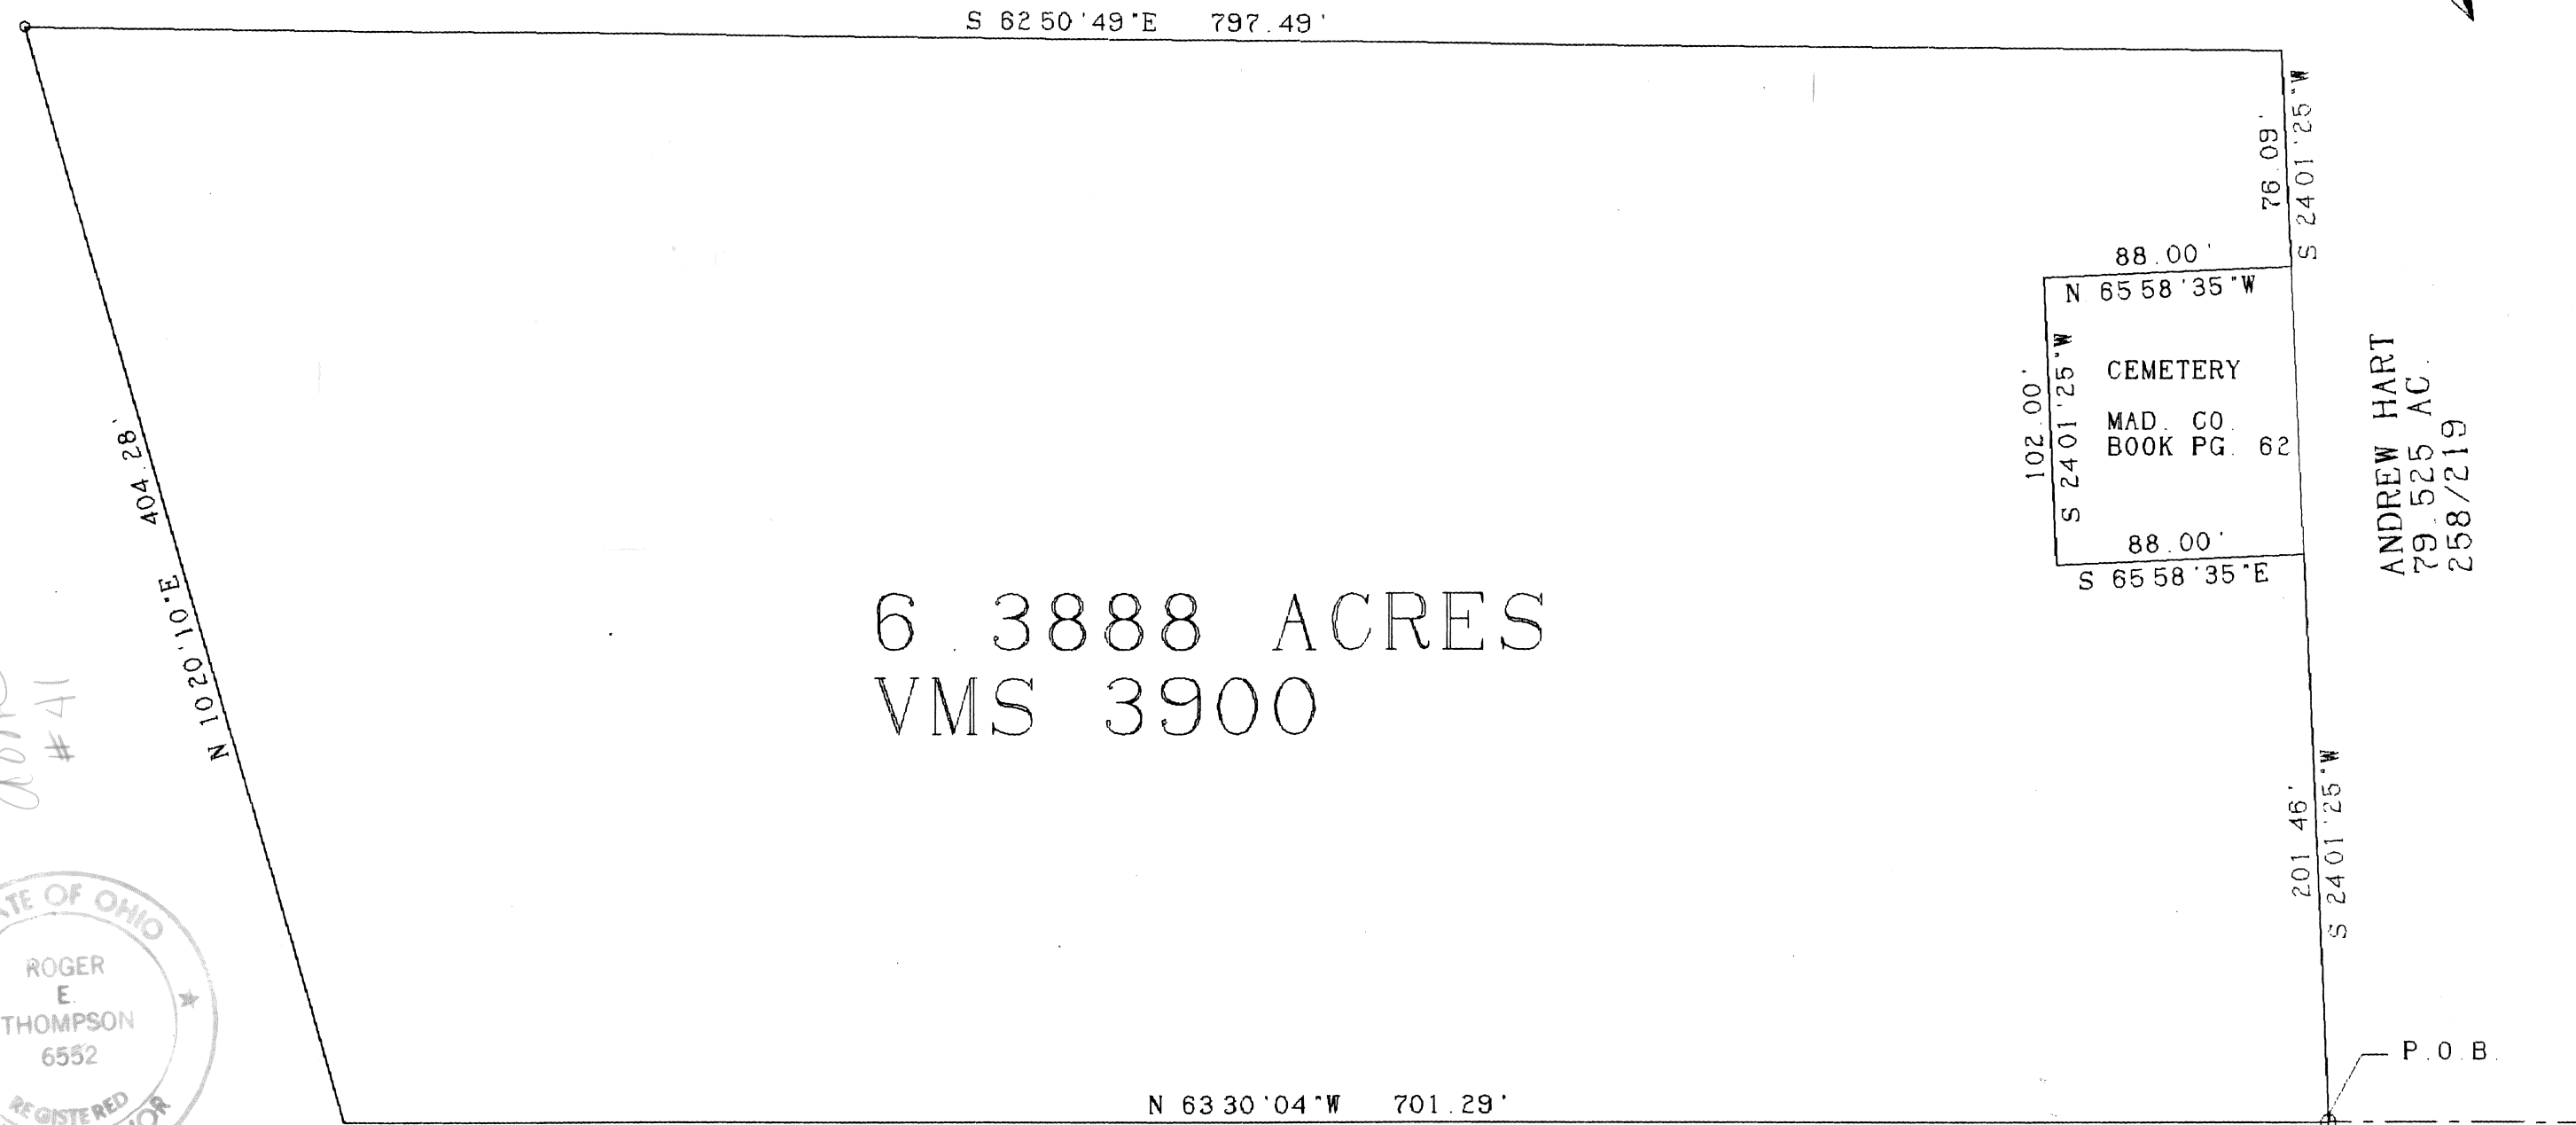 S 62 50'49"E 797.49'
S 24 01'25"W
76.09'
88.00'
N 65 58'35"W
102.00'
S 24 01'25"W
CEMETERY
MAD. CO.
BOOK PG. 62
88.00'
S 65 58'35"E
ANDREW HART
79.525 AC.
258/219
404.28'
N 10 20'10"E
6.3888 ACRES
VMS 3900
# 41
201.46'
S 24 01'25"W
OF OHIO
ROGER
E.
THOMPSON
6552
REGISTERED
P.O.B.
N 63 30'04"W 701.29'